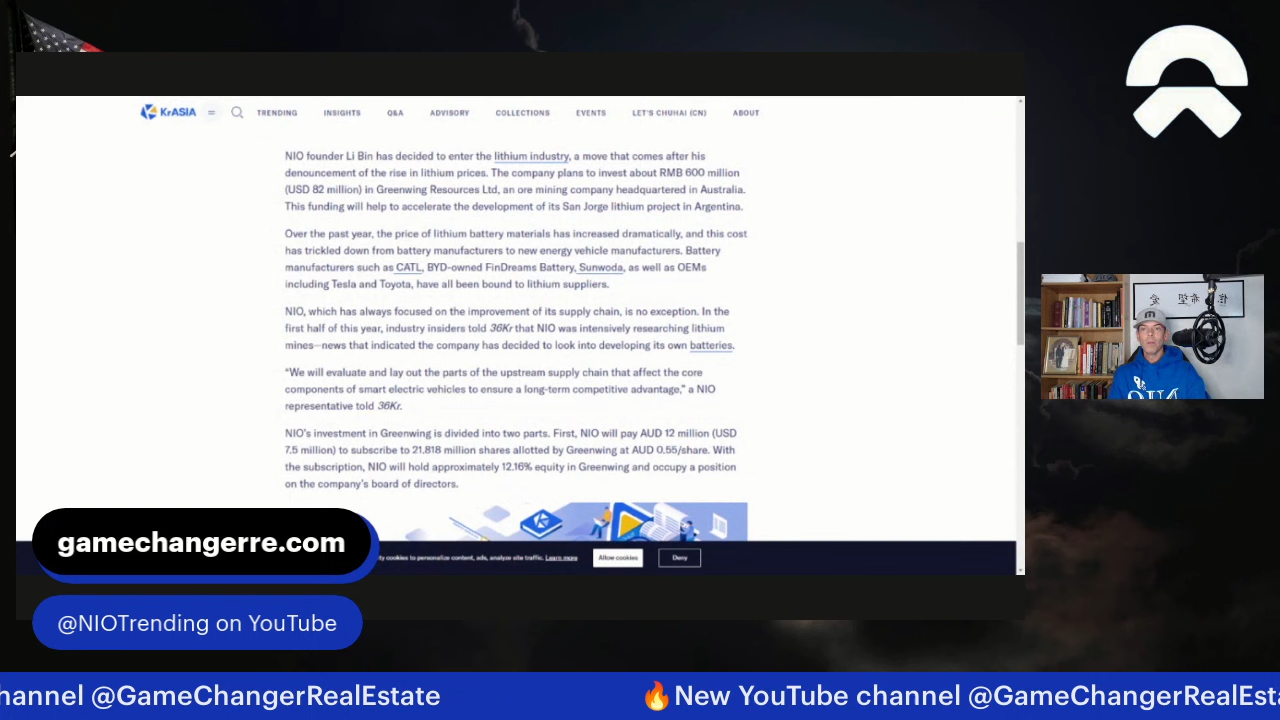 KrASIA
TRENDING INSIGHTS Q&A ADVISORY COLLECTIONS EVENTS LET'S CHUHAI (CN) ABOUT
NIO founder Li Bin has decided to enter the lithium industry, a move that comes after his
denouncement of the rise in lithium prices. The company plans to invest about RMB 600 million
(USD 82 million) in Greenwing Resources Ltd, an ore mining company headquartered in Australia.
This funding will help to accelerate the development of its San Jorge lithium project in Argentina.
Over the past year, the price of lithium battery materials has increased dramatically, and this cost
has trickled down from battery manufacturers to new energy vehicle manufacturers. Battery
manufacturers such as CATL, BYD-owned FinDreams Battery, Sunwoda, as well as OEMs
including Tesla and Toyota, have all been bound to lithium suppliers.
NIO, which has always focused on the improvement of its supply chain, is no exception. In the
first half of this year, industry insiders told 36Kr that NIO was intensively researching lithium
mines—news that indicated the company has decided to look into developing its own batteries.
“We will evaluate and lay out the parts of the upstream supply chain that affect the core
components of smart electric vehicles to ensure a long-term competitive advantage,” a NIO
representative told 36Kr.
NIO’s investment in Greenwing is divided into two parts. First, NIO will pay AUD 12 million (USD
7.5 million) to subscribe to 21.818 million shares allotted by Greenwing at AUD 0.55/share. With
the subscription, NIO will hold approximately 12.16% equity in Greenwing and occupy a position
on the company’s board of directors.
cookies to personalize content, ads, analyze site traffic. Learn more Allow cookies Deny
gamechangerre.com
@NIOTrending on YouTube
hannel @GameChangerRealEstate 🔥New YouTube channel @GameChangerRealEsta